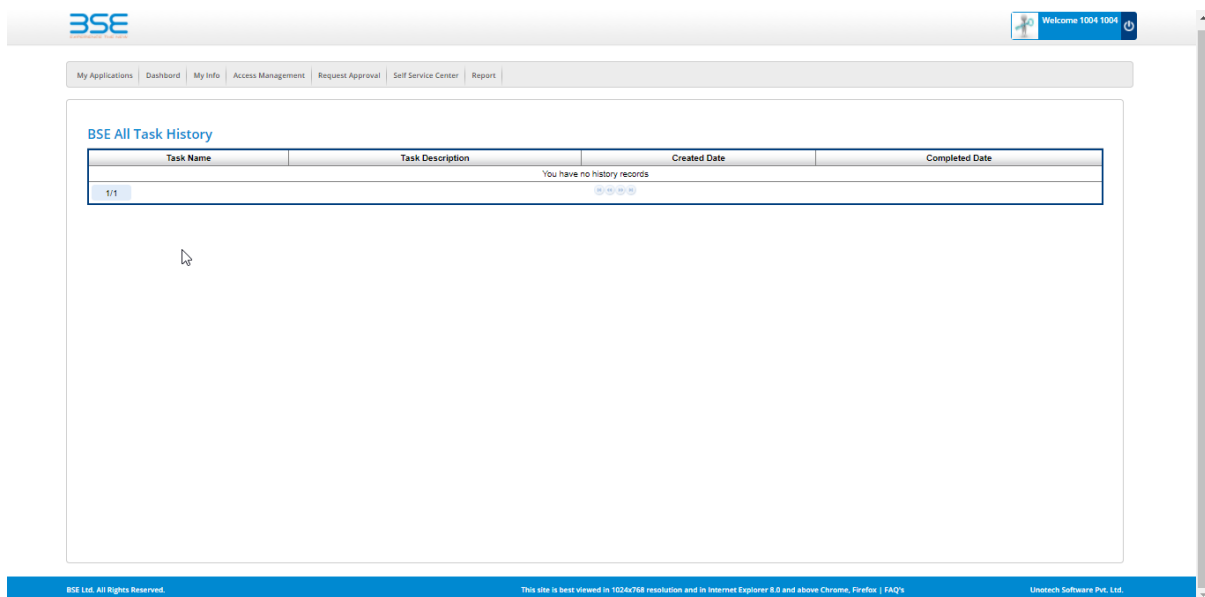 BSE
Welcome 1004 1004
My Applications Dashbord My Info Access Management Request Approval Self Service Center Report
BSE All Task History
Task Name Task Description Created Date Completed Date
You have no history records
1/1
BSE Ltd. All Rights Reserved. This site is best viewed in 1024x768 resolution and in Internet Explorer 8.0 and above Chrome, Firefox | FAQ's Unotech Software Pvt. Ltd.